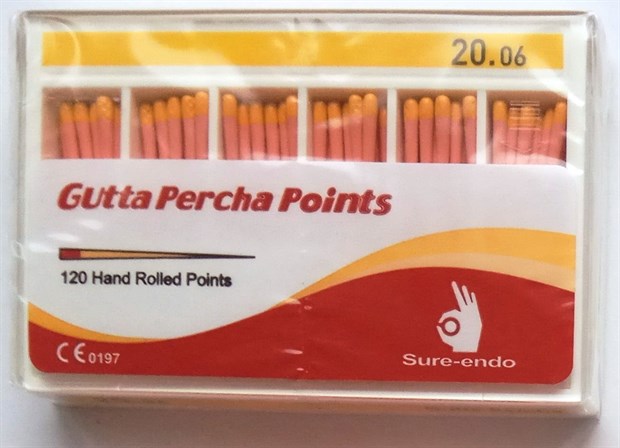 20.06
Gutta Percha Points
120 Hand Rolled Points
CE 0197
Sure-endo